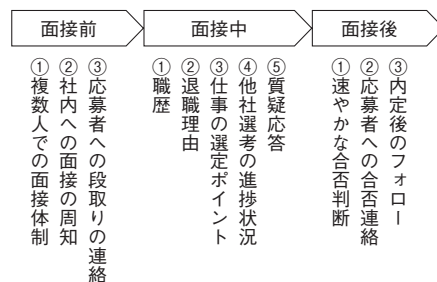 面接前
①複数人での面接体制
②社内への面接の周知
③応募者への段取りの連絡
面接中
①職歴
②退職理由
③仕事の選定ポイント
④他社選考の進捗状況
⑤質疑応答
面接後
①速やかな合否判断
②応募者への合否連絡
③内定後のフォロー